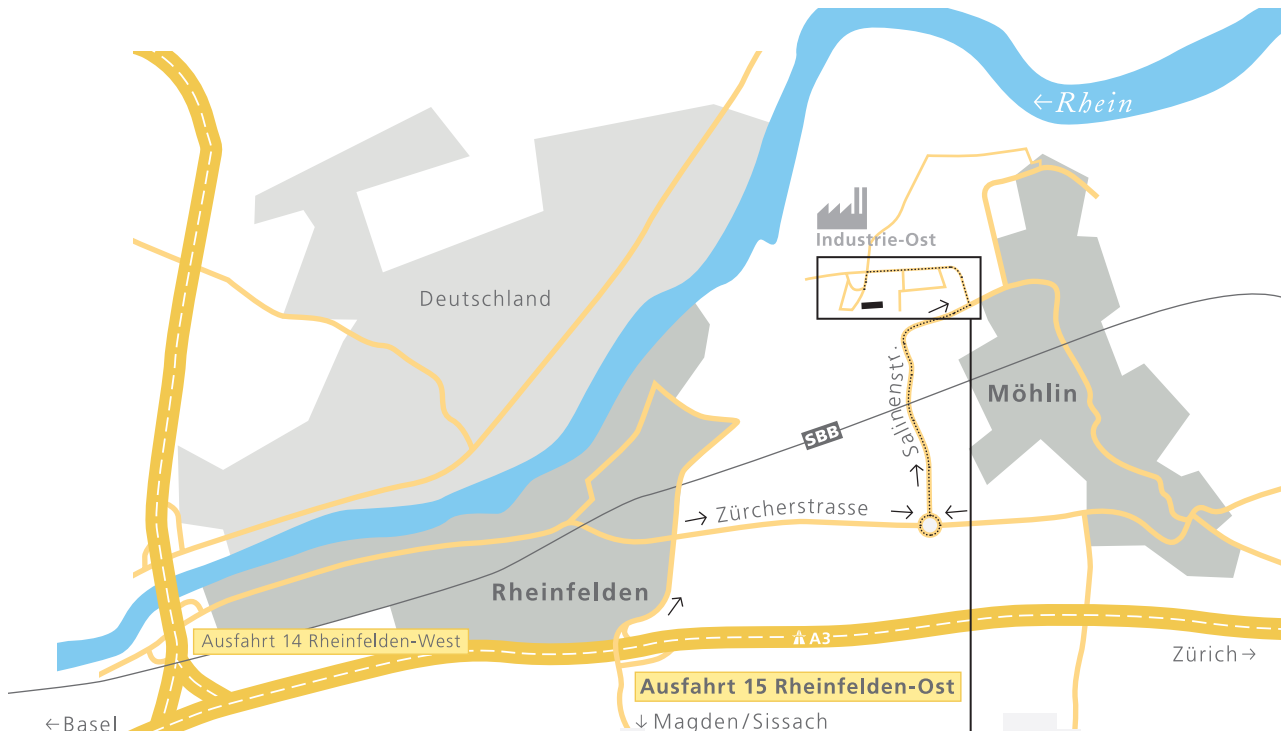 ←Rhein
Industrie-Ost
Deutschland
Salinenstr.
Möhlin
SBB
Zürcherstrasse
Rheinfelden
Ausfahrt 14 Rheinfelden-West
A3
Zürich→
Ausfahrt 15 Rheinfelden-Ost
←Basel
↓ Magden/Sissach